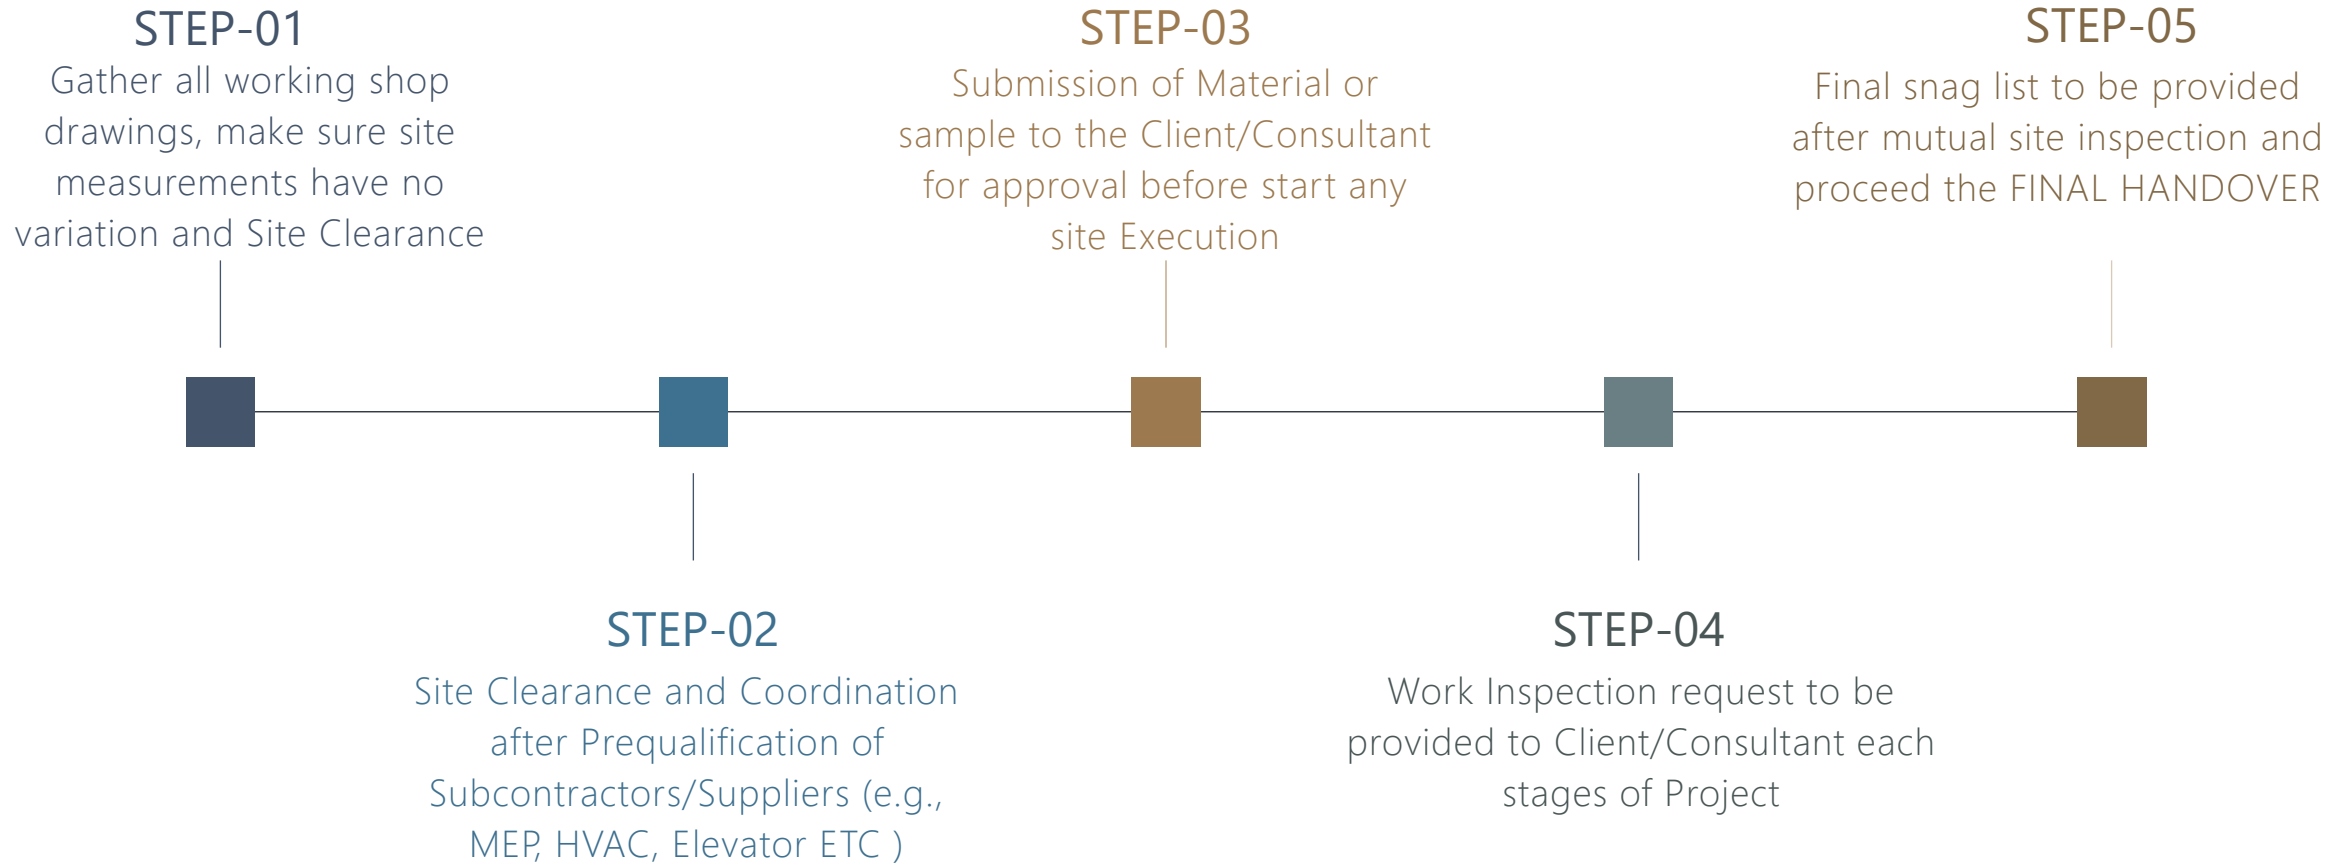 STEP-01
Gather all working shop
drawings, make sure site
measurements have no
variation and Site Clearance
STEP-02
Site Clearance and Coordination
after Prequalification of
Subcontractors/Suppliers (e.g.,
MEP, HVAC, Elevator ETC )
STEP-03
Submission of Material or
sample to the Client/Consultant
for approval before start any
site Execution
STEP-04
Work Inspection request to be
provided to Client/Consultant each
stages of Project
STEP-05
Final snag list to be provided
after mutual site inspection and
proceed the FINAL HANDOVER